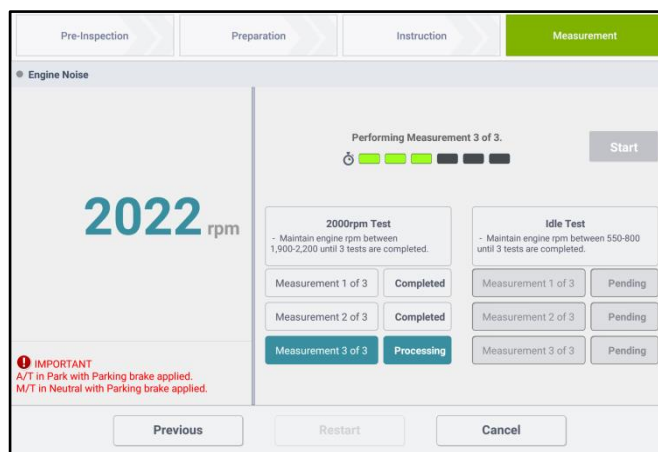 Pre-Inspection
Preparation
Instruction
Measurement
Engine Noise
2022 rpm
IMPORTANT
A/T in Park with Parking brake applied.
M/T in Neutral with Parking brake applied.
Performing Measurement 3 of 3.
Start
2000rpm Test
- Maintain engine rpm between
1,900-2,200 until 3 tests are completed.
Measurement 1 of 3 Completed
Measurement 2 of 3 Completed
Measurement 3 of 3 Processing
Idle Test
- Maintain engine rpm between 550-800
until 3 tests are completed.
Measurement 1 of 3 Pending
Measurement 2 of 3 Pending
Measurement 3 of 3 Pending
Previous
Restart
Cancel